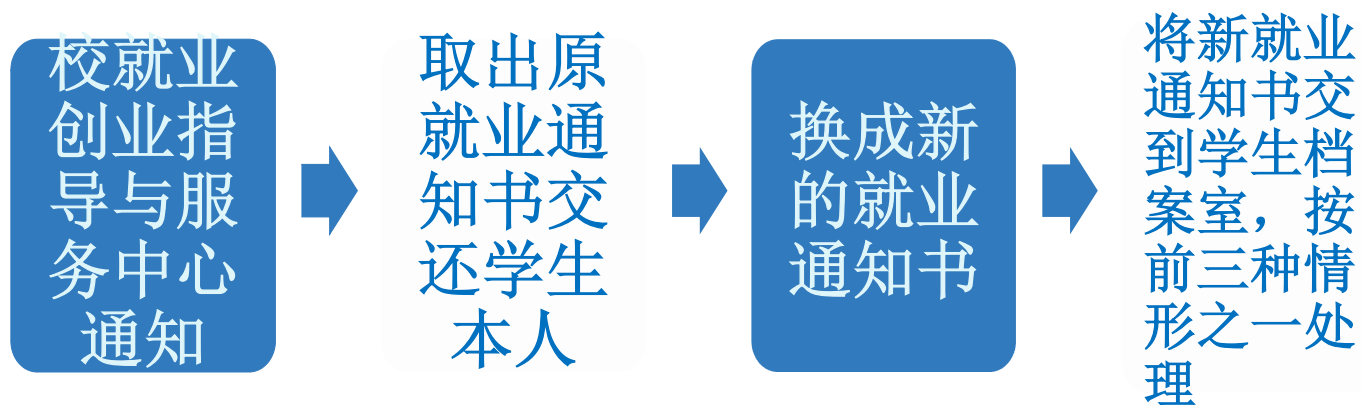 校就业
创业指
导与服
务中心
通知
取出原
就业通
知书交
还学生
本人
换成新
的就业
通知书
将新就业
通知书交
到学生档
案室，按
前三种情
形之一处
理